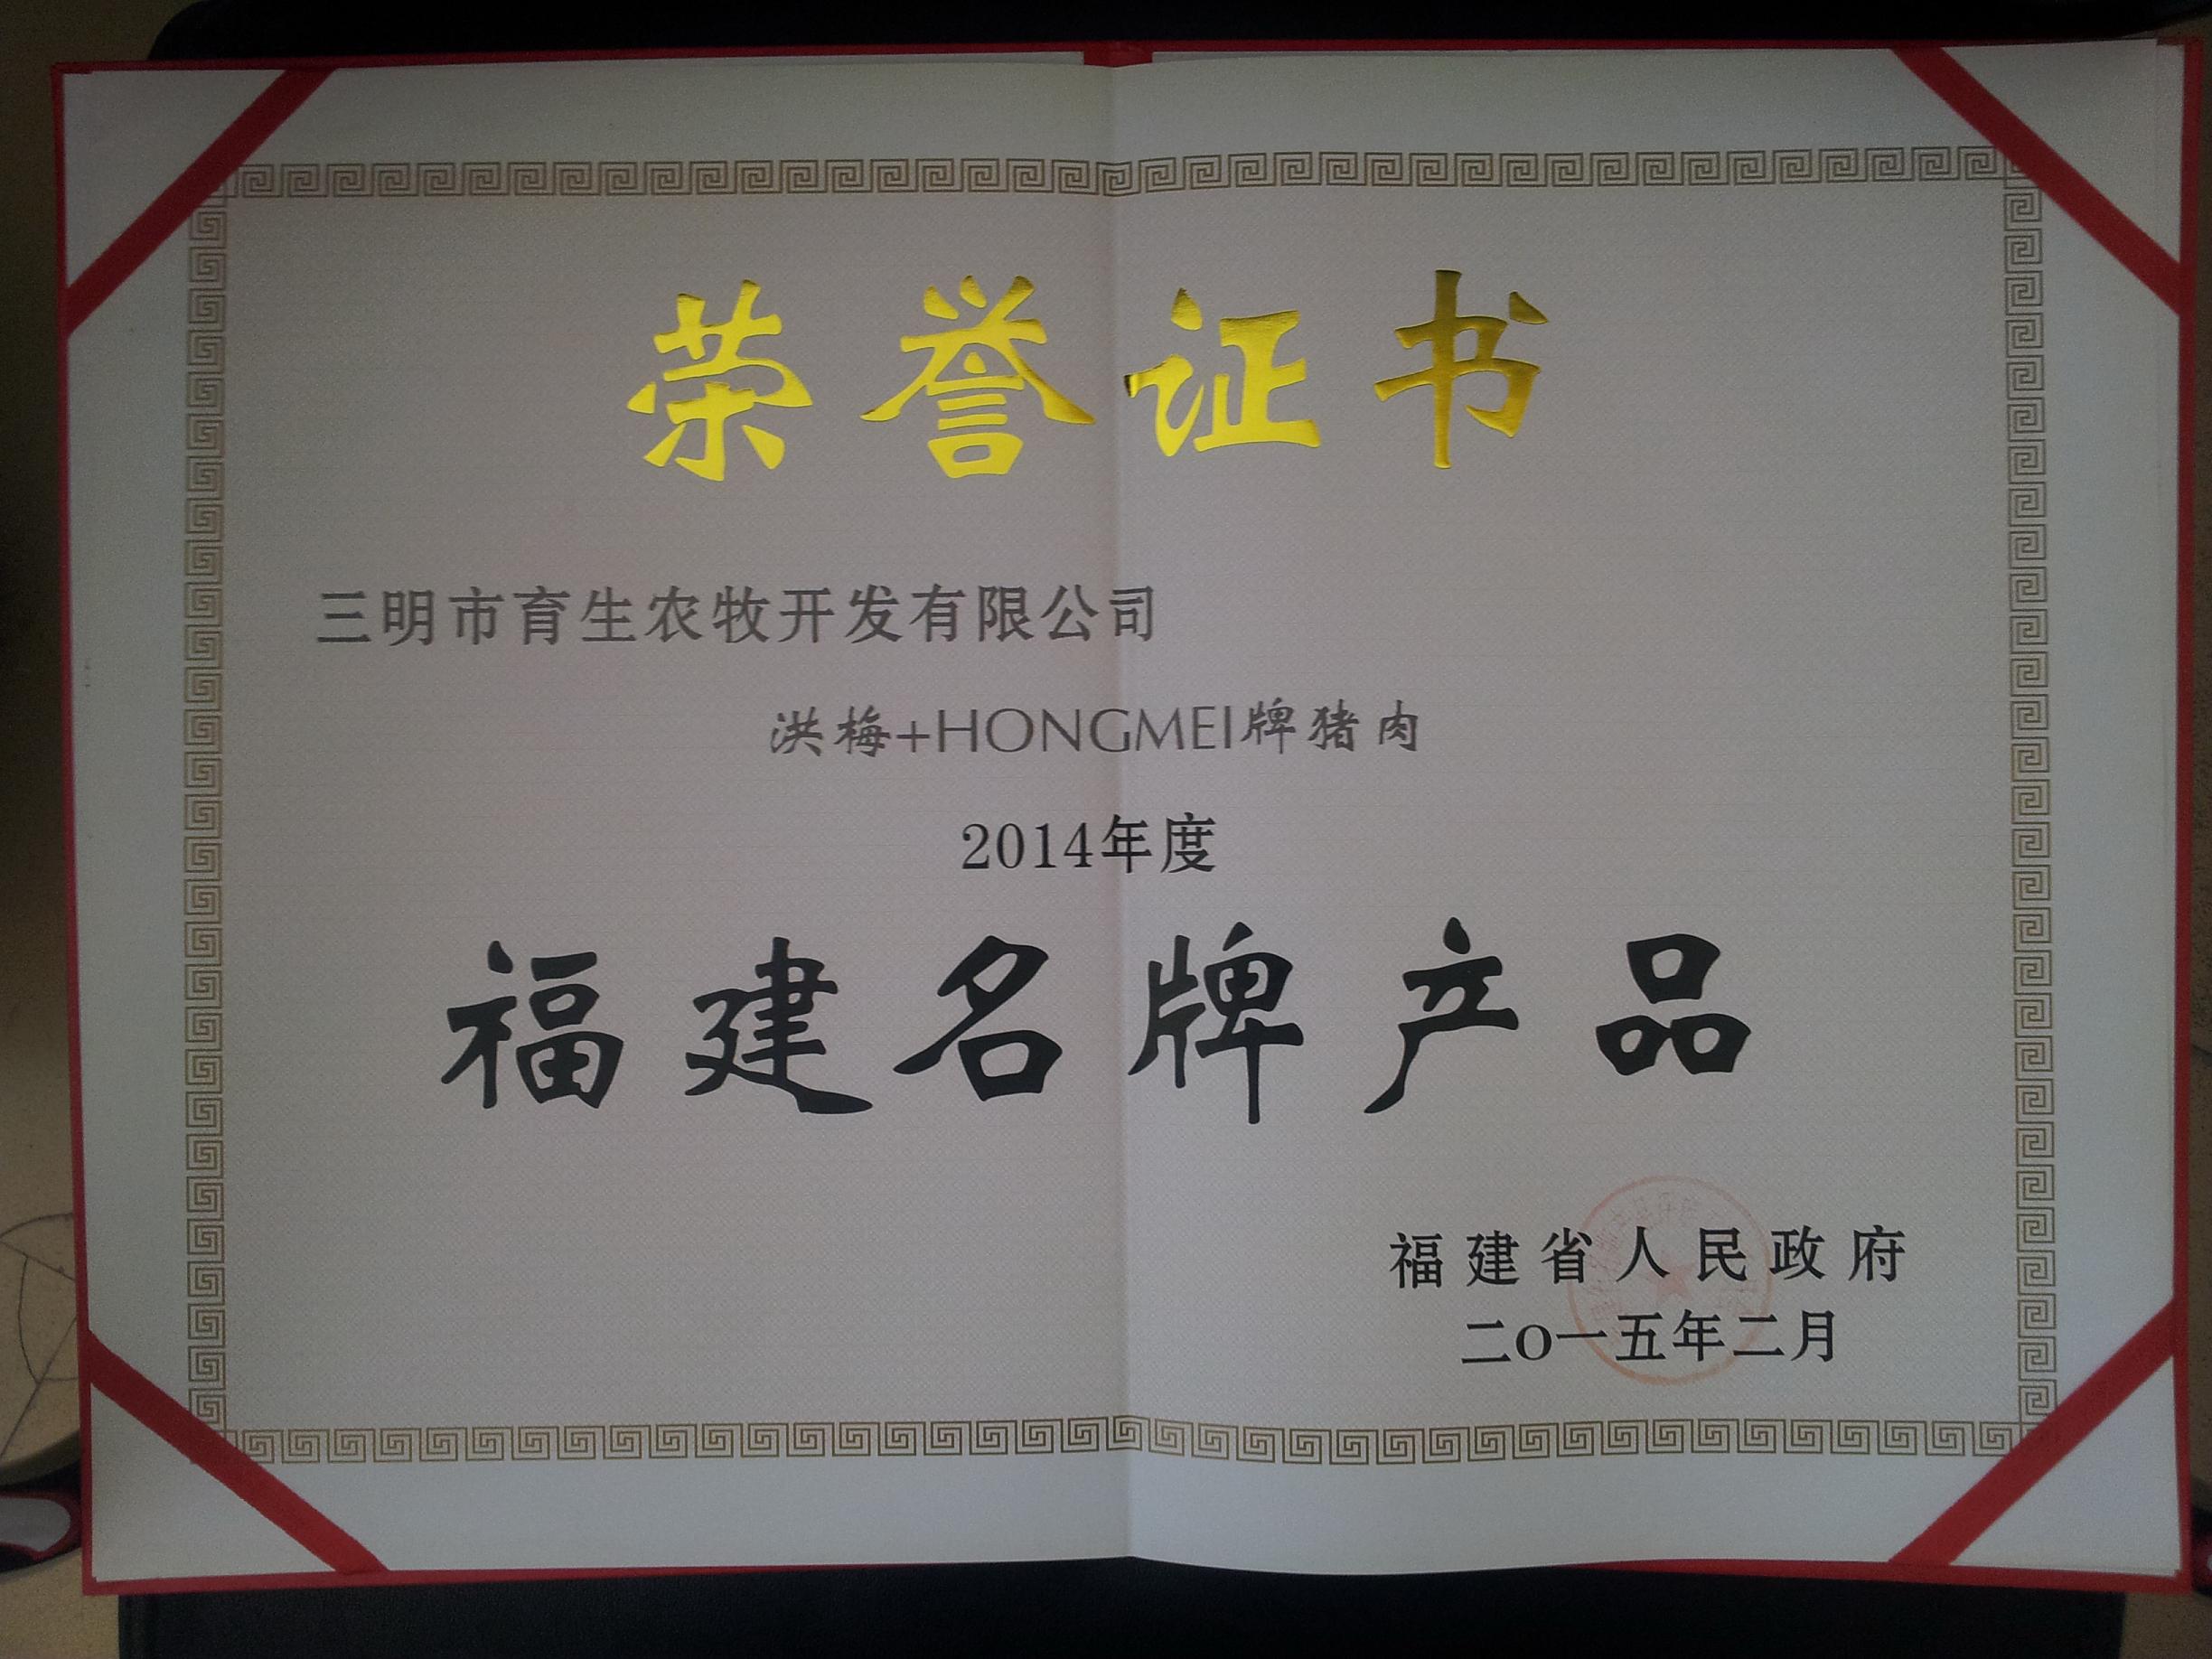 荣誉证书
三明市育生农牧开发有限公司
洪梅+HONGMEI牌猪肉
2014年度
福建名牌产品
福建省人民政府
二O一五年二月